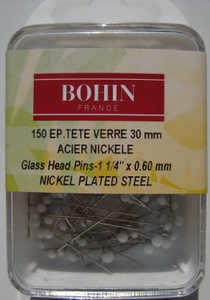 BOHIN
FRANCE
150 EP.TETE VERRE 30 mm
ACIER NICKELE
Glass Head Pins-1 1/4" x 0.60 mm
NICKEL PLATED STEEL